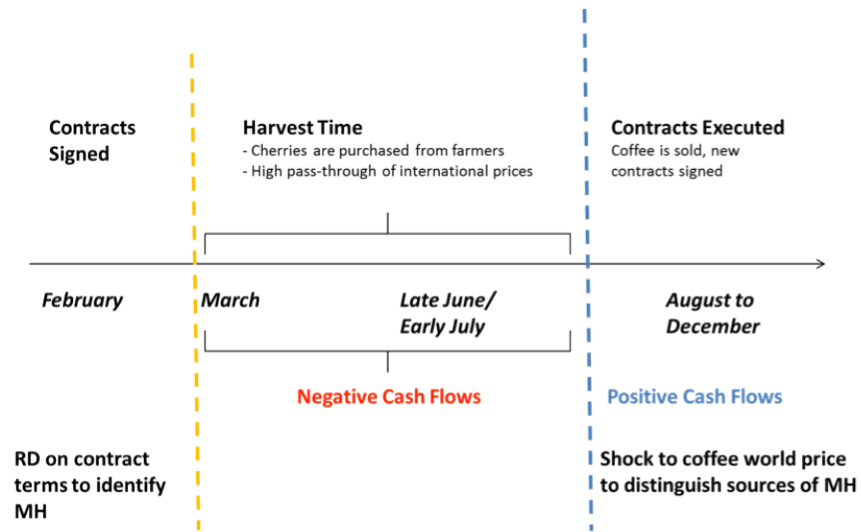 Contracts
Signed
Harvest Time
- Cherries are purchased from farmers
- High pass-through of international prices
Contracts Executed
Coffee is sold, new
contracts signed
February
March
Late June/
Early July
August to
December
Negative Cash Flows
Positive Cash Flows
RD on contract
terms to identify
MH
Shock to coffee world price
to distinguish sources of MH